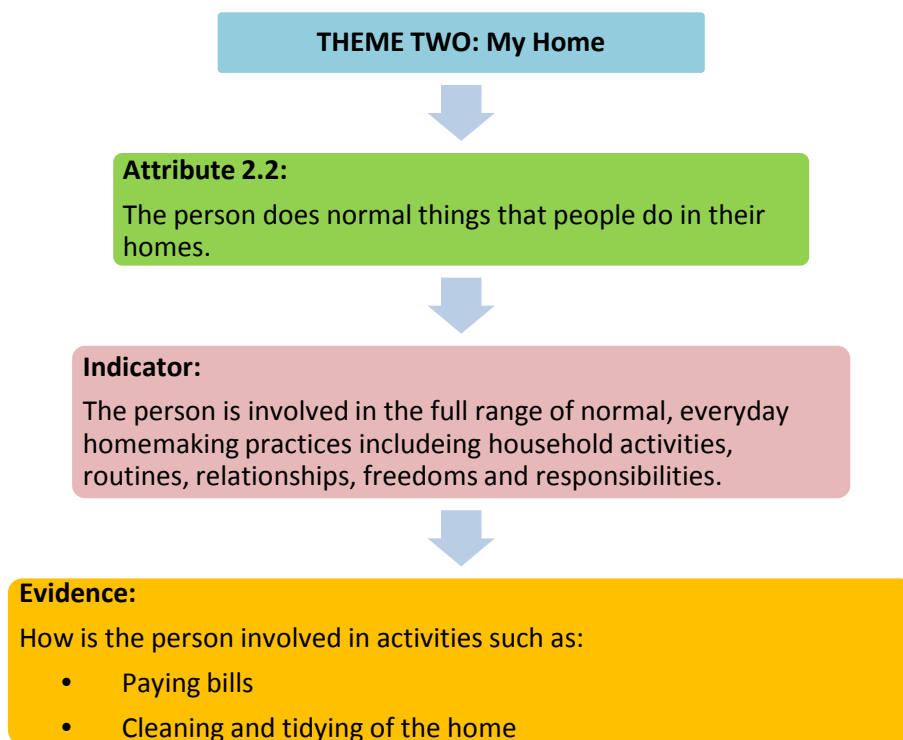 THEME TWO: My Home
Attribute 2.2:
The person does normal things that people do in their
homes.
Indicator:
The person is involved in the full range of normal, everyday
homemaking practices includeing household activities,
routines, relationships, freedoms and responsibilities.
Evidence:
How is the person involved in activities such as:
• Paying bills
• Cleaning and tidying of the home